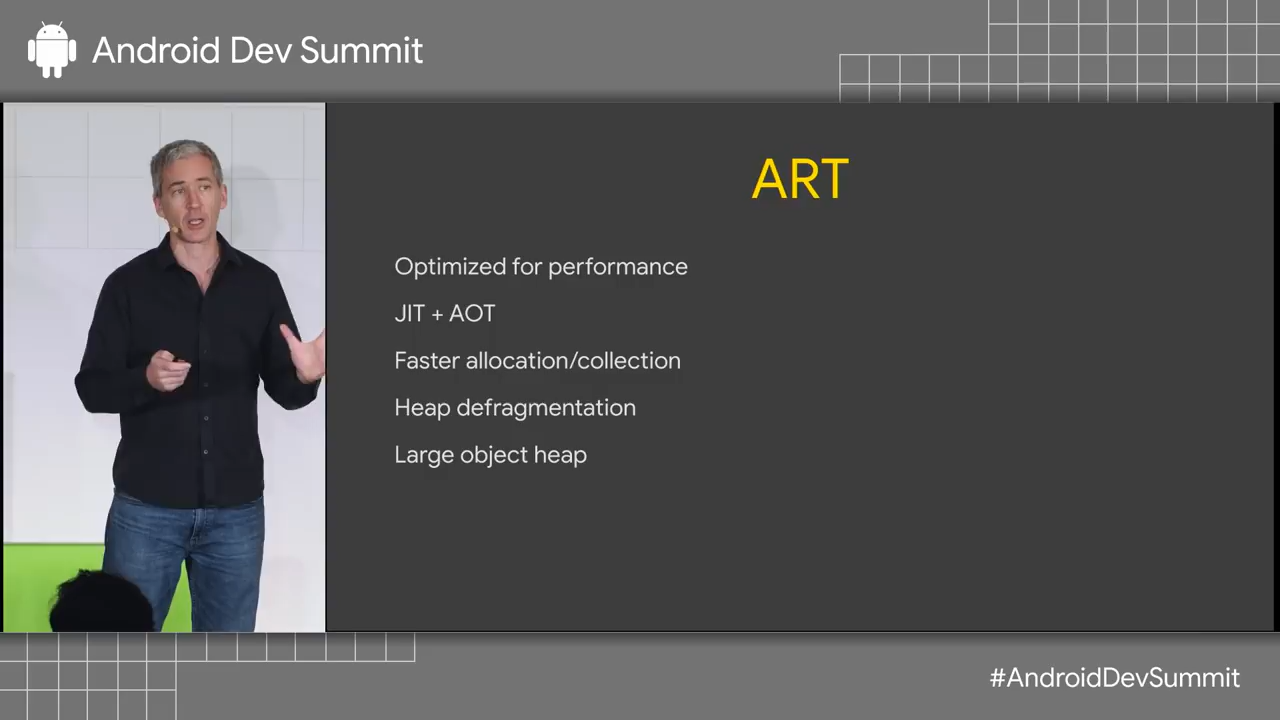 Android Dev Summit
ART
Optimized for performance
JIT + AOT
Faster allocation/collection
Heap defragmentation
Large object heap
#AndroidDevSummit